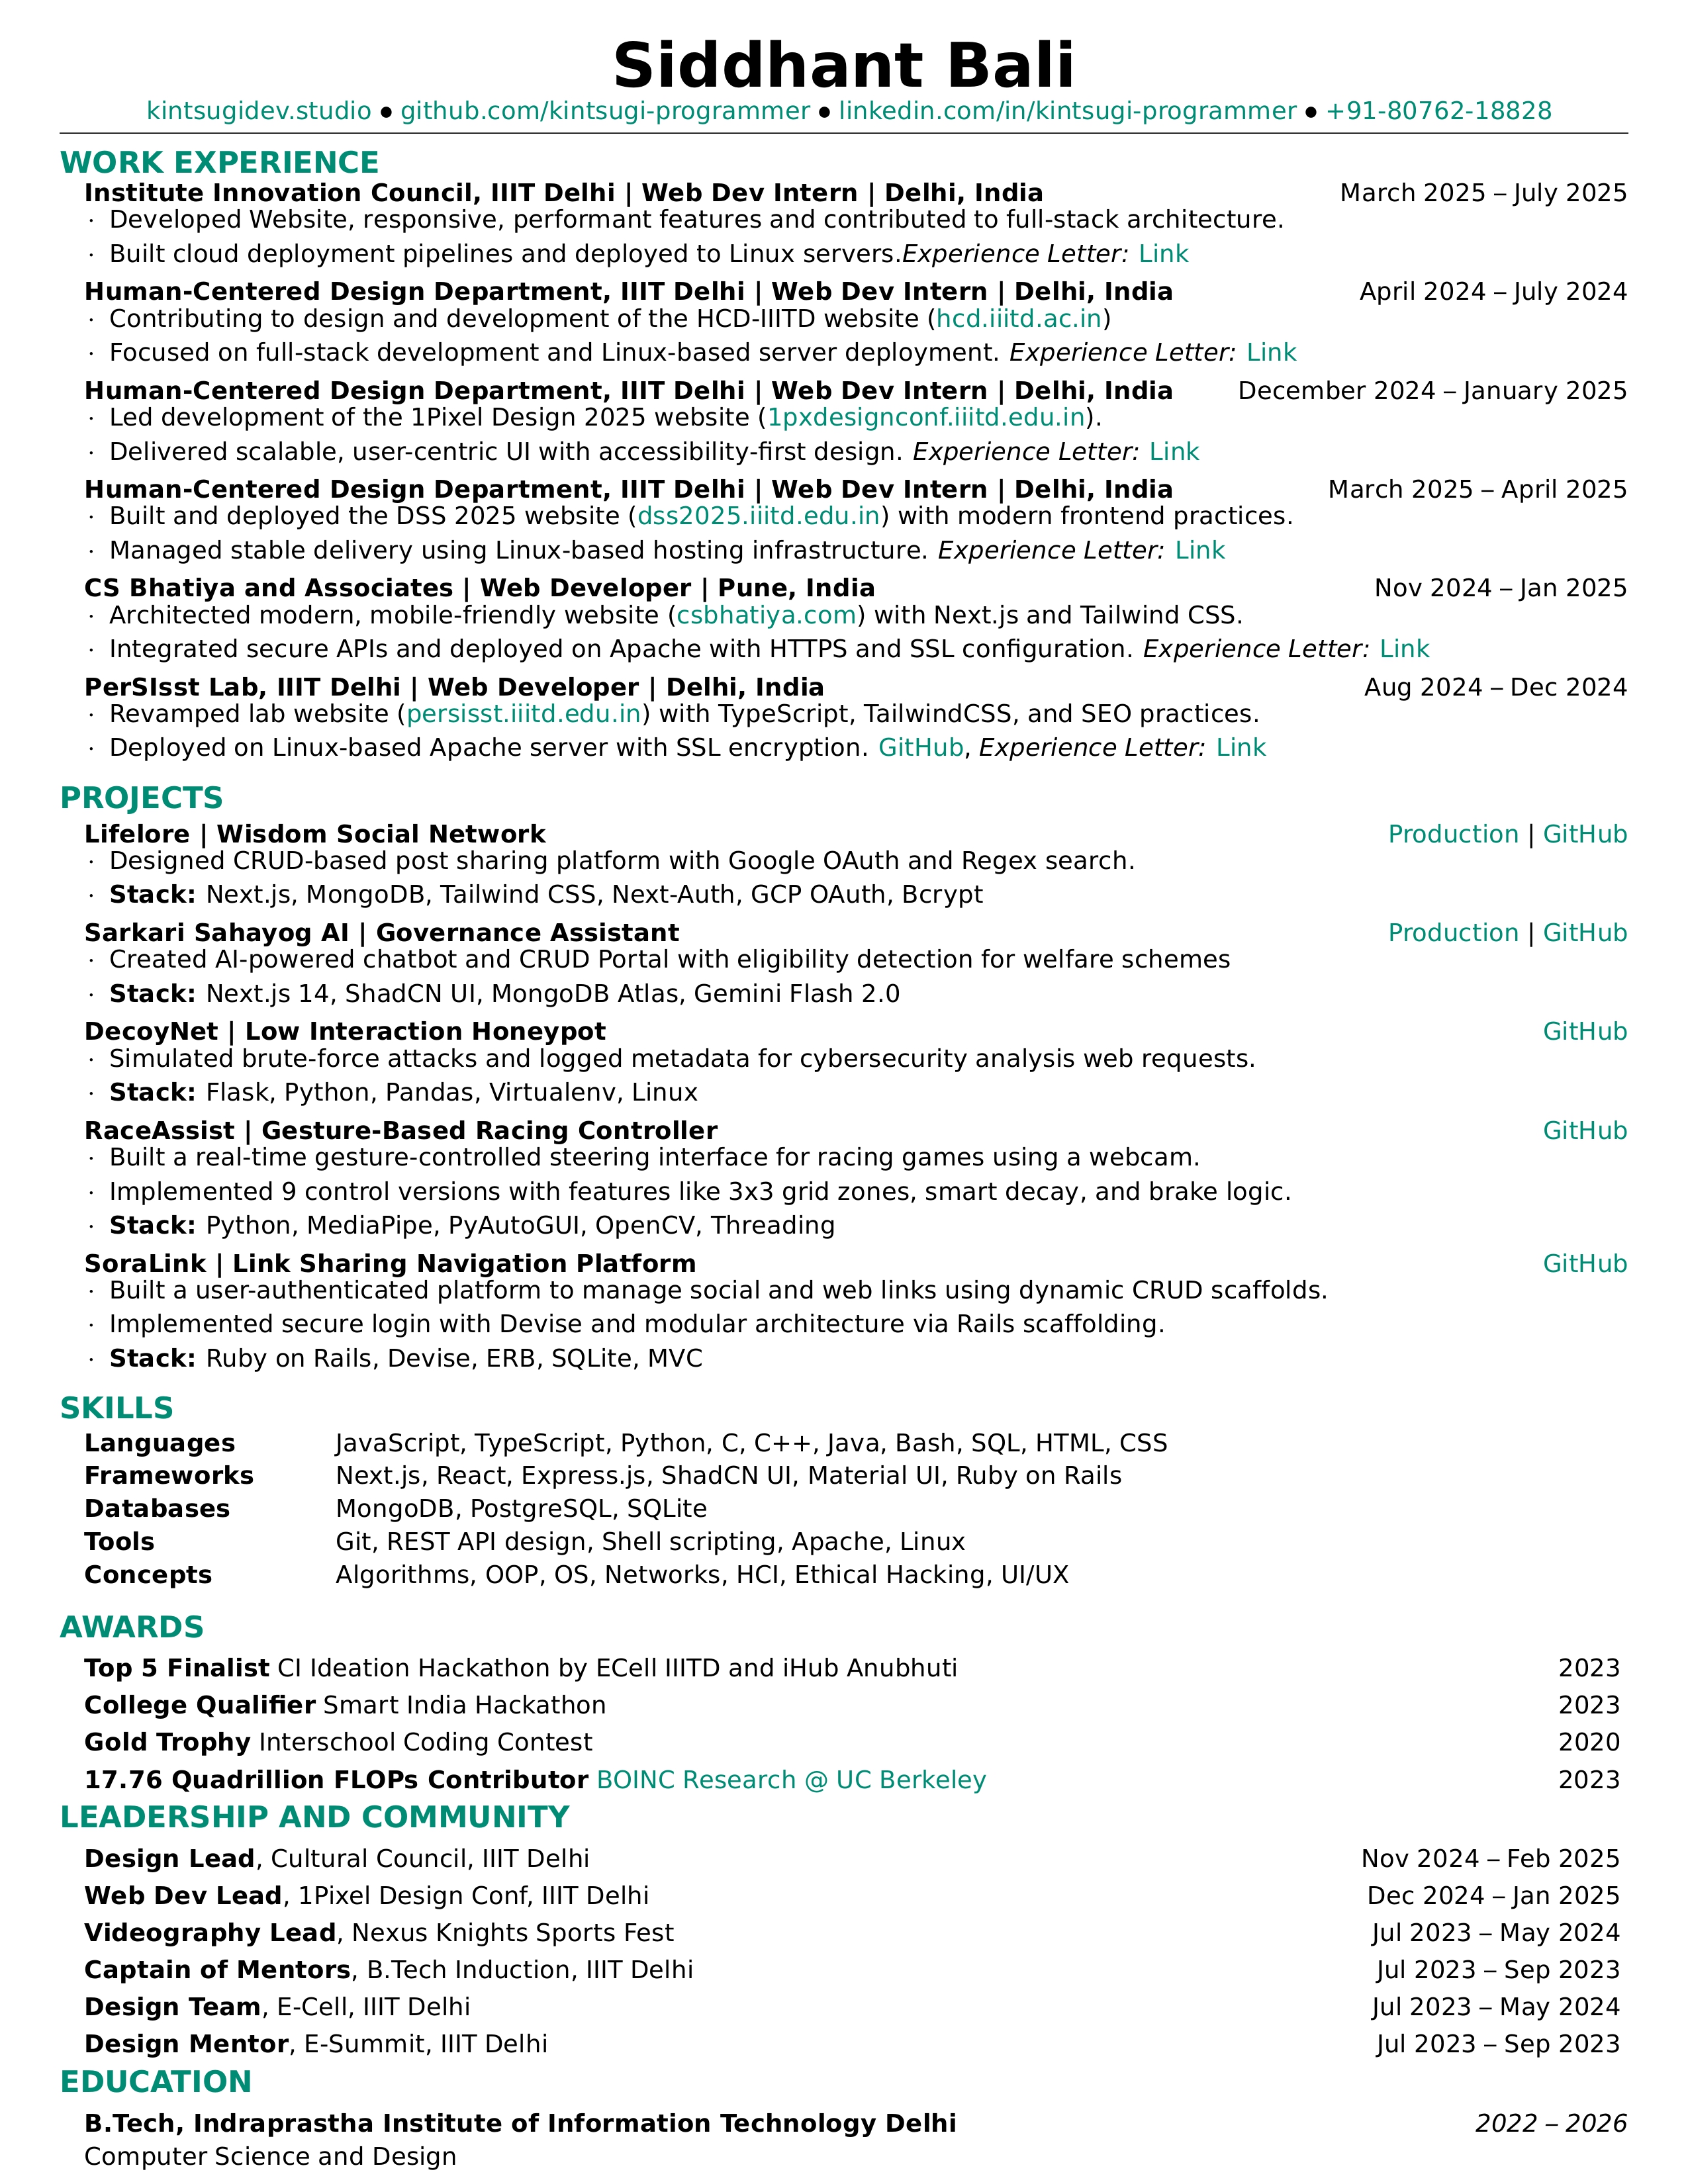 Siddhant Bali
kintsugidev.studio ● github.com/kintsugi-programmer ● linkedin.com/in/kintsugi-programmer ● +91-80762-18828
WORK EXPERIENCE
Institute Innovation Council, IIIT Delhi | Web Dev Intern | Delhi, India March 2025 – July 2025
· Developed Website, responsive, performant features and contributed to full-stack architecture.
· Built cloud deployment pipelines and deployed to Linux servers.Experience Letter: Link
Human-Centered Design Department, IIIT Delhi | Web Dev Intern | Delhi, India April 2024 – July 2024
· Contributing to design and development of the HCD-IIITD website (hcd.iiitd.ac.in)
· Focused on full-stack development and Linux-based server deployment. Experience Letter: Link
Human-Centered Design Department, IIIT Delhi | Web Dev Intern | Delhi, India December 2024 – January 2025
· Led development of the 1Pixel Design 2025 website (1pxdesignconf.iiitd.edu.in).
· Delivered scalable, user-centric UI with accessibility-first design. Experience Letter: Link
Human-Centered Design Department, IIIT Delhi | Web Dev Intern | Delhi, India March 2025 – April 2025
· Built and deployed the DSS 2025 website (dss2025.iiitd.edu.in) with modern frontend practices.
· Managed stable delivery using Linux-based hosting infrastructure. Experience Letter: Link
CS Bhatiya and Associates | Web Developer | Pune, India Nov 2024 – Jan 2025
· Architected modern, mobile-friendly website (csbhatiya.com) with Next.js and Tailwind CSS.
· Integrated secure APIs and deployed on Apache with HTTPS and SSL configuration. Experience Letter: Link
PerSIsst Lab, IIIT Delhi | Web Developer | Delhi, India Aug 2024 – Dec 2024
· Revamped lab website (persisst.iiitd.edu.in) with TypeScript, TailwindCSS, and SEO practices.
· Deployed on Linux-based Apache server with SSL encryption. GitHub, Experience Letter: Link
PROJECTS
Lifelore | Wisdom Social Network Production | GitHub
· Designed CRUD-based post sharing platform with Google OAuth and Regex search.
· Stack: Next.js, MongoDB, Tailwind CSS, Next-Auth, GCP OAuth, Bcrypt
Sarkari Sahayog AI | Governance Assistant Production | GitHub
· Created AI-powered chatbot and CRUD Portal with eligibility detection for welfare schemes
· Stack: Next.js 14, ShadCN UI, MongoDB Atlas, Gemini Flash 2.0
DecoyNet | Low Interaction Honeypot GitHub
· Simulated brute-force attacks and logged metadata for cybersecurity analysis web requests.
· Stack: Flask, Python, Pandas, Virtualenv, Linux
RaceAssist | Gesture-Based Racing Controller GitHub
· Built a real-time gesture-controlled steering interface for racing games using a webcam.
· Implemented 9 control versions with features like 3x3 grid zones, smart decay, and brake logic.
· Stack: Python, MediaPipe, PyAutoGUI, OpenCV, Threading
SoraLink | Link Sharing Navigation Platform GitHub
· Built a user-authenticated platform to manage social and web links using dynamic CRUD scaffolds.
· Implemented secure login with Devise and modular architecture via Rails scaffolding.
· Stack: Ruby on Rails, Devise, ERB, SQLite, MVC
SKILLS
Languages JavaScript, TypeScript, Python, C, C++, Java, Bash, SQL, HTML, CSS
Frameworks Next.js, React, Express.js, ShadCN UI, Material UI, Ruby on Rails
Databases MongoDB, PostgreSQL, SQLite
Tools Git, REST API design, Shell scripting, Apache, Linux
Concepts Algorithms, OOP, OS, Networks, HCI, Ethical Hacking, UI/UX
AWARDS
Top 5 Finalist CI Ideation Hackathon by ECell IIITD and iHub Anubhuti 2023
College Qualifier Smart India Hackathon 2023
Gold Trophy Interschool Coding Contest 2020
17.76 Quadrillion FLOPs Contributor BOINC Research @ UC Berkeley 2023
LEADERSHIP AND COMMUNITY
Design Lead, Cultural Council, IIIT Delhi Nov 2024 – Feb 2025
Web Dev Lead, 1Pixel Design Conf, IIIT Delhi Dec 2024 – Jan 2025
Videography Lead, Nexus Knights Sports Fest Jul 2023 – May 2024
Captain of Mentors, B.Tech Induction, IIIT Delhi Jul 2023 – Sep 2023
Design Team, E-Cell, IIIT Delhi Jul 2023 – May 2024
Design Mentor, E-Summit, IIIT Delhi Jul 2023 – Sep 2023
EDUCATION
B.Tech, Indraprastha Institute of Information Technology Delhi 2022 – 2026
Computer Science and Design